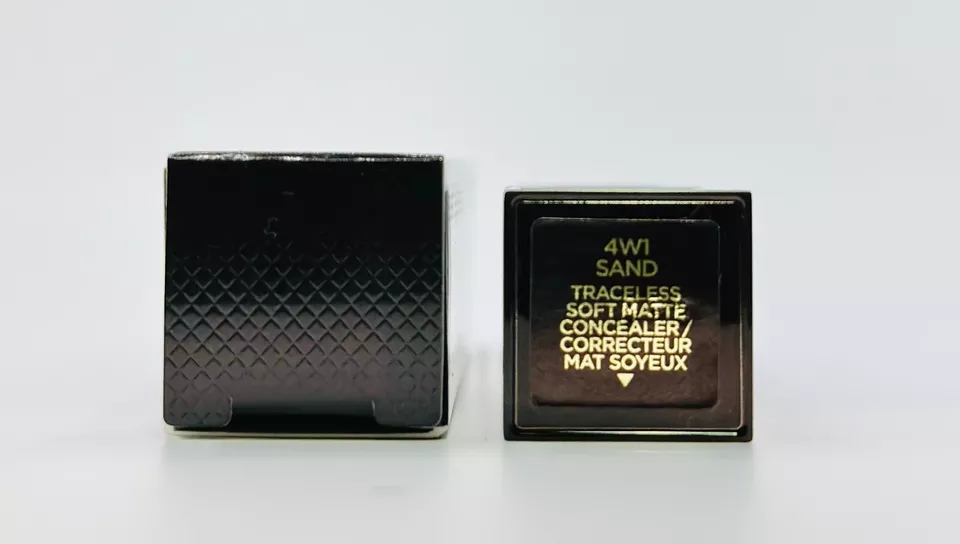 4W1
SAND
TRACELESS
SOFT MATTE
CONCEALER/
CORRECTEUR
MAT SOYEUX